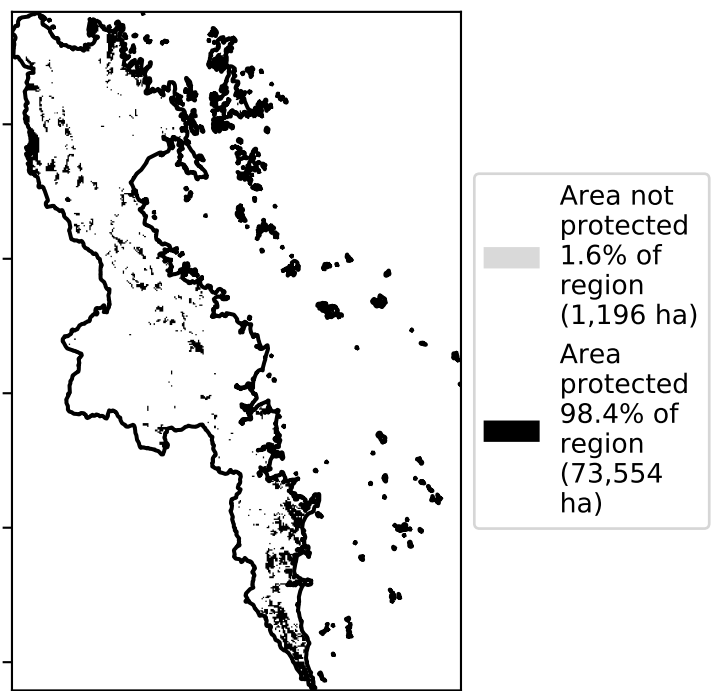 Area not
protected
1.6% of
region
(1,196 ha)
Area
protected
98.4% of
region
(73,554
ha)